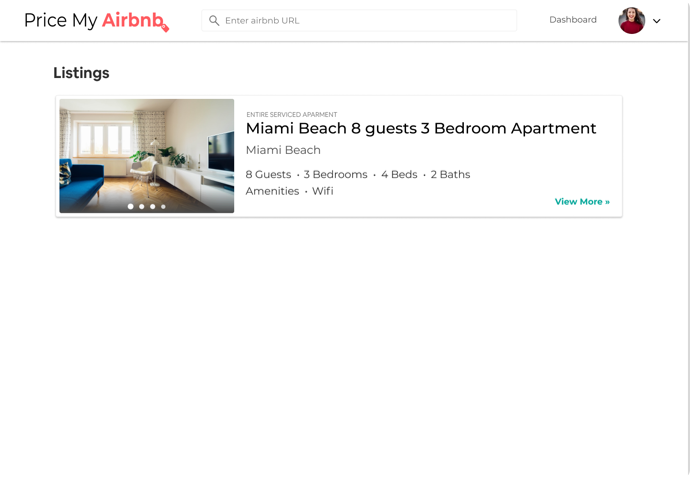 Price My Airbnb
Enter airbnb URL
Dashboard
Listings
ENTIRE SERVICED APARMENT
Miami Beach 8 guests 3 Bedroom Apartment
Miami Beach
8 Guests • 3 Bedrooms • 4 Beds • 2 Baths
Amenities • Wifi
View More »